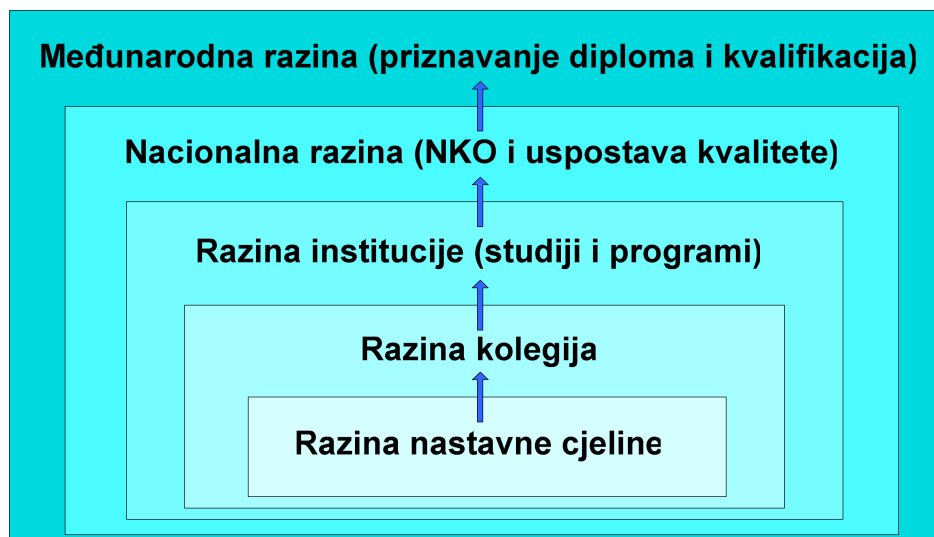 Međunarodna razina (priznavanje diploma i kvalifikacija)
Nacionalna razina (NKO i uspostava kvalitete)
Razina institucije (studiji i programi)
Razina kolegija
Razina nastavne cjeline